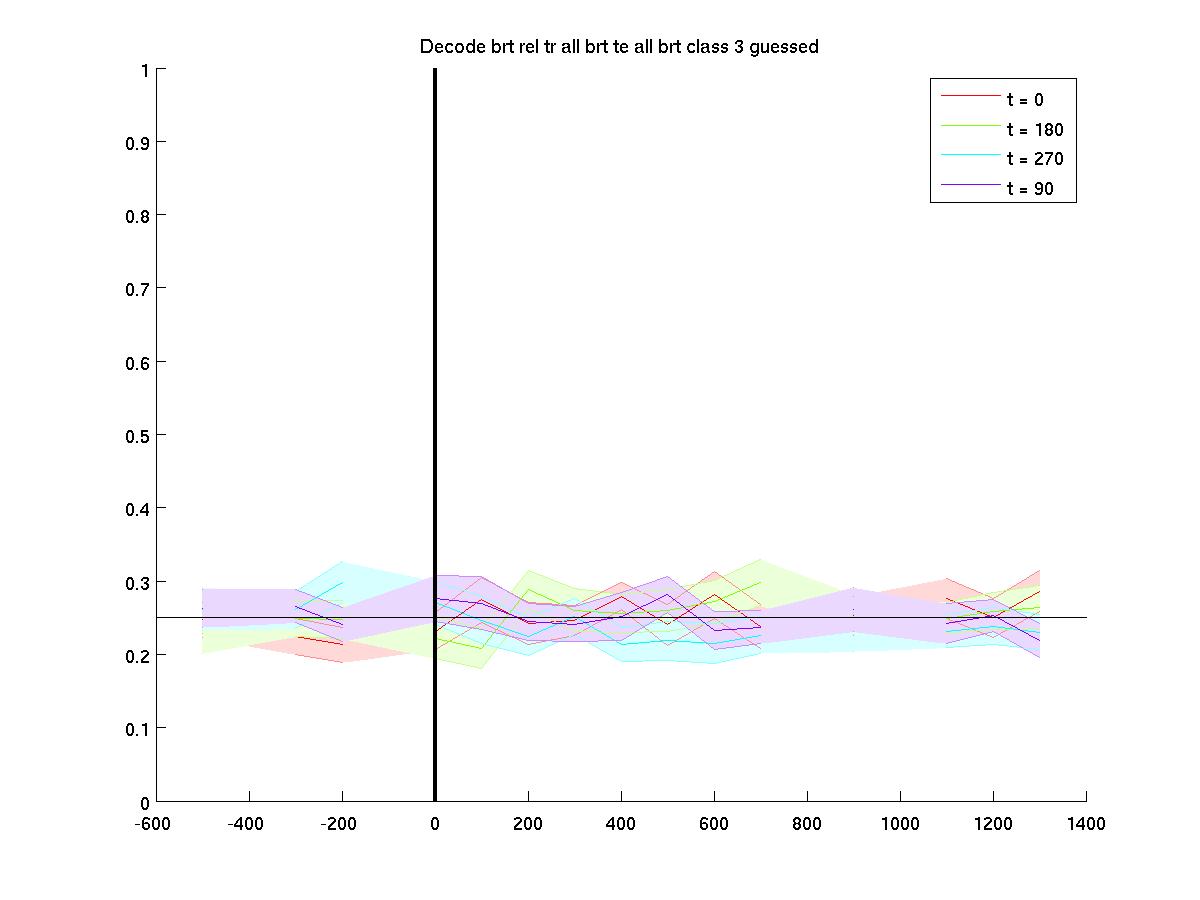 Decode brt rel tr all brt te all brt class 3 guessed
t = 0
t = 180
t = 270
t = 90
1
0.9
0.8
0.7
0.6
0.5
0.4
0.3
0.2
0.1
0
-600 -400 -200 0 200 400 600 800 1000 1200 1400